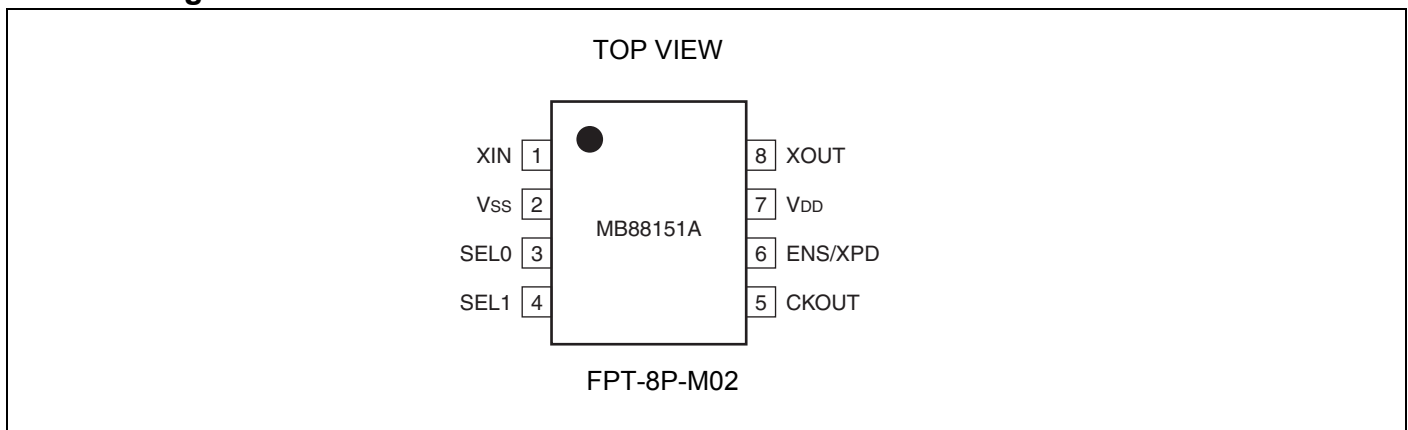 TOP VIEW
XIN 1 8 XOUT
VSS 2 7 VDD
MB88151A
SEL0 3 6 ENS/XPD
SEL1 4 5 CKOUT
FPT-8P-M02